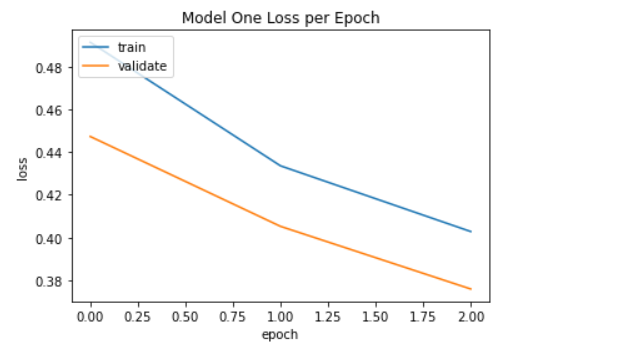 Model One Loss per Epoch
train
validate
loss
0.48
0.46
0.44
0.42
0.40
0.38
0.00 0.25 0.50 0.75 1.00 1.25 1.50 1.75 2.00
epoch